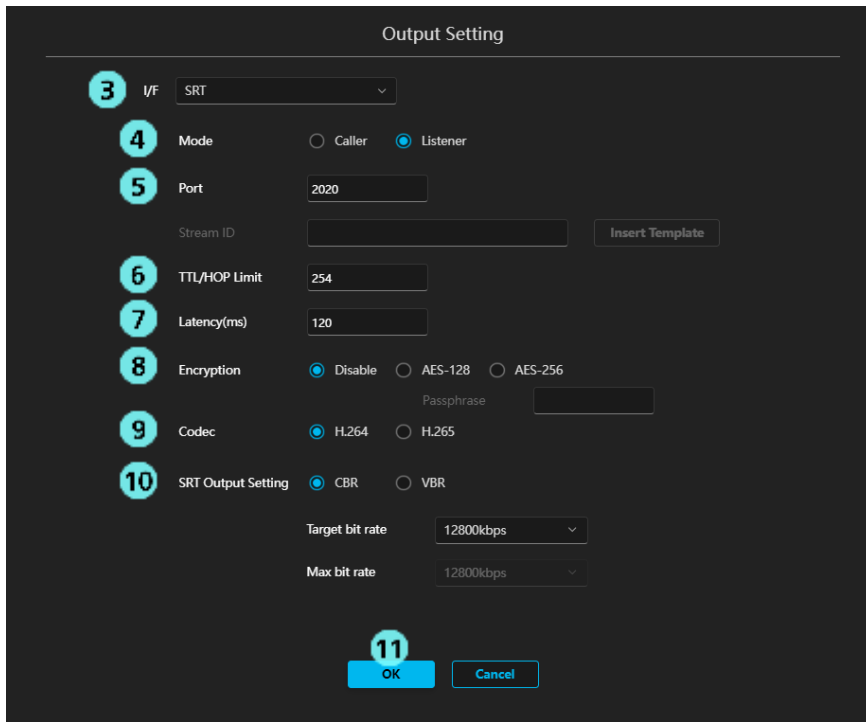 Output Setting
3 I/F SRT
4 Mode Caller Listener
5 Port 2020
Stream ID Insert Template
6 TTL/HOP Limit 254
7 Latency(ms) 120
8 Encryption Disable AES-128 AES-256
Passphrase
9 Codec H.264 H.265
10 SRT Output Setting CBR VBR
Target bit rate 12800kbps
Max bit rate 12800kbps
11
OK Cancel